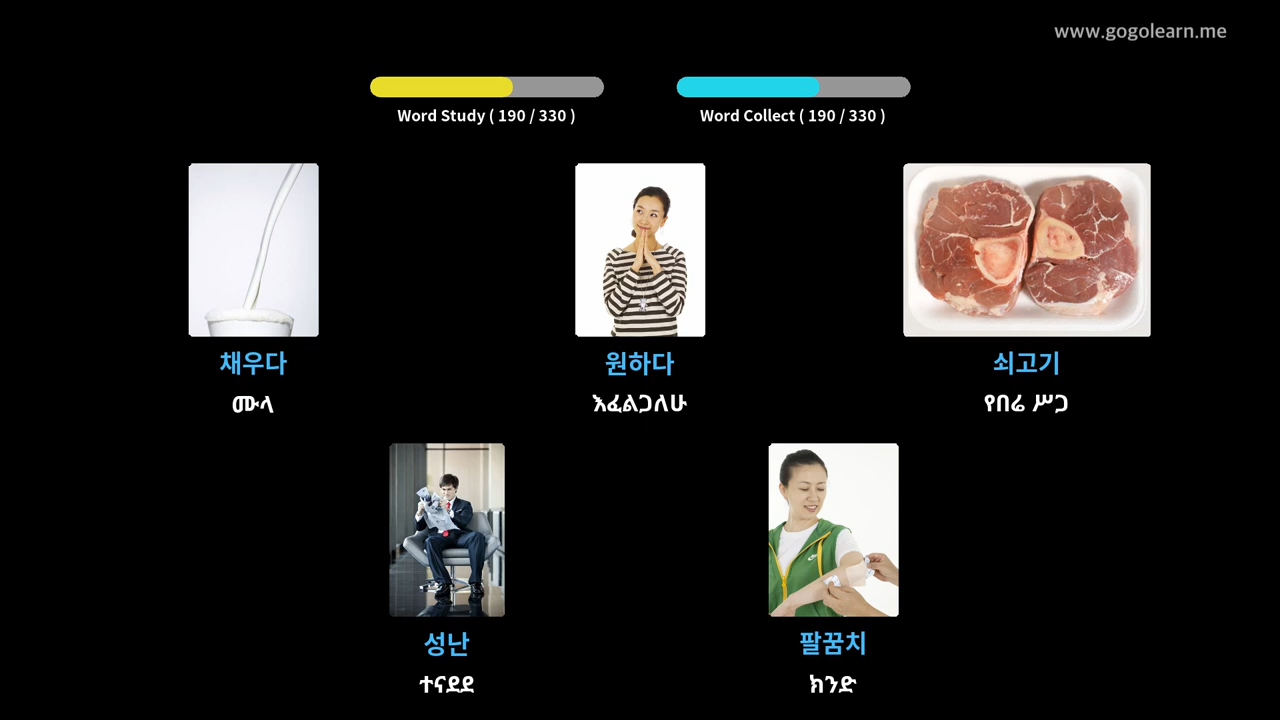 www.gogolearn.me
Word Study ( 190 / 330 )
Word Collect ( 190 / 330 )
채우다
ሙላ
원하다
እፈልጋለሁ
쇠고기
የበሬ ሥጋ
성난
ተናደደ
팔꿈치
ክንድ